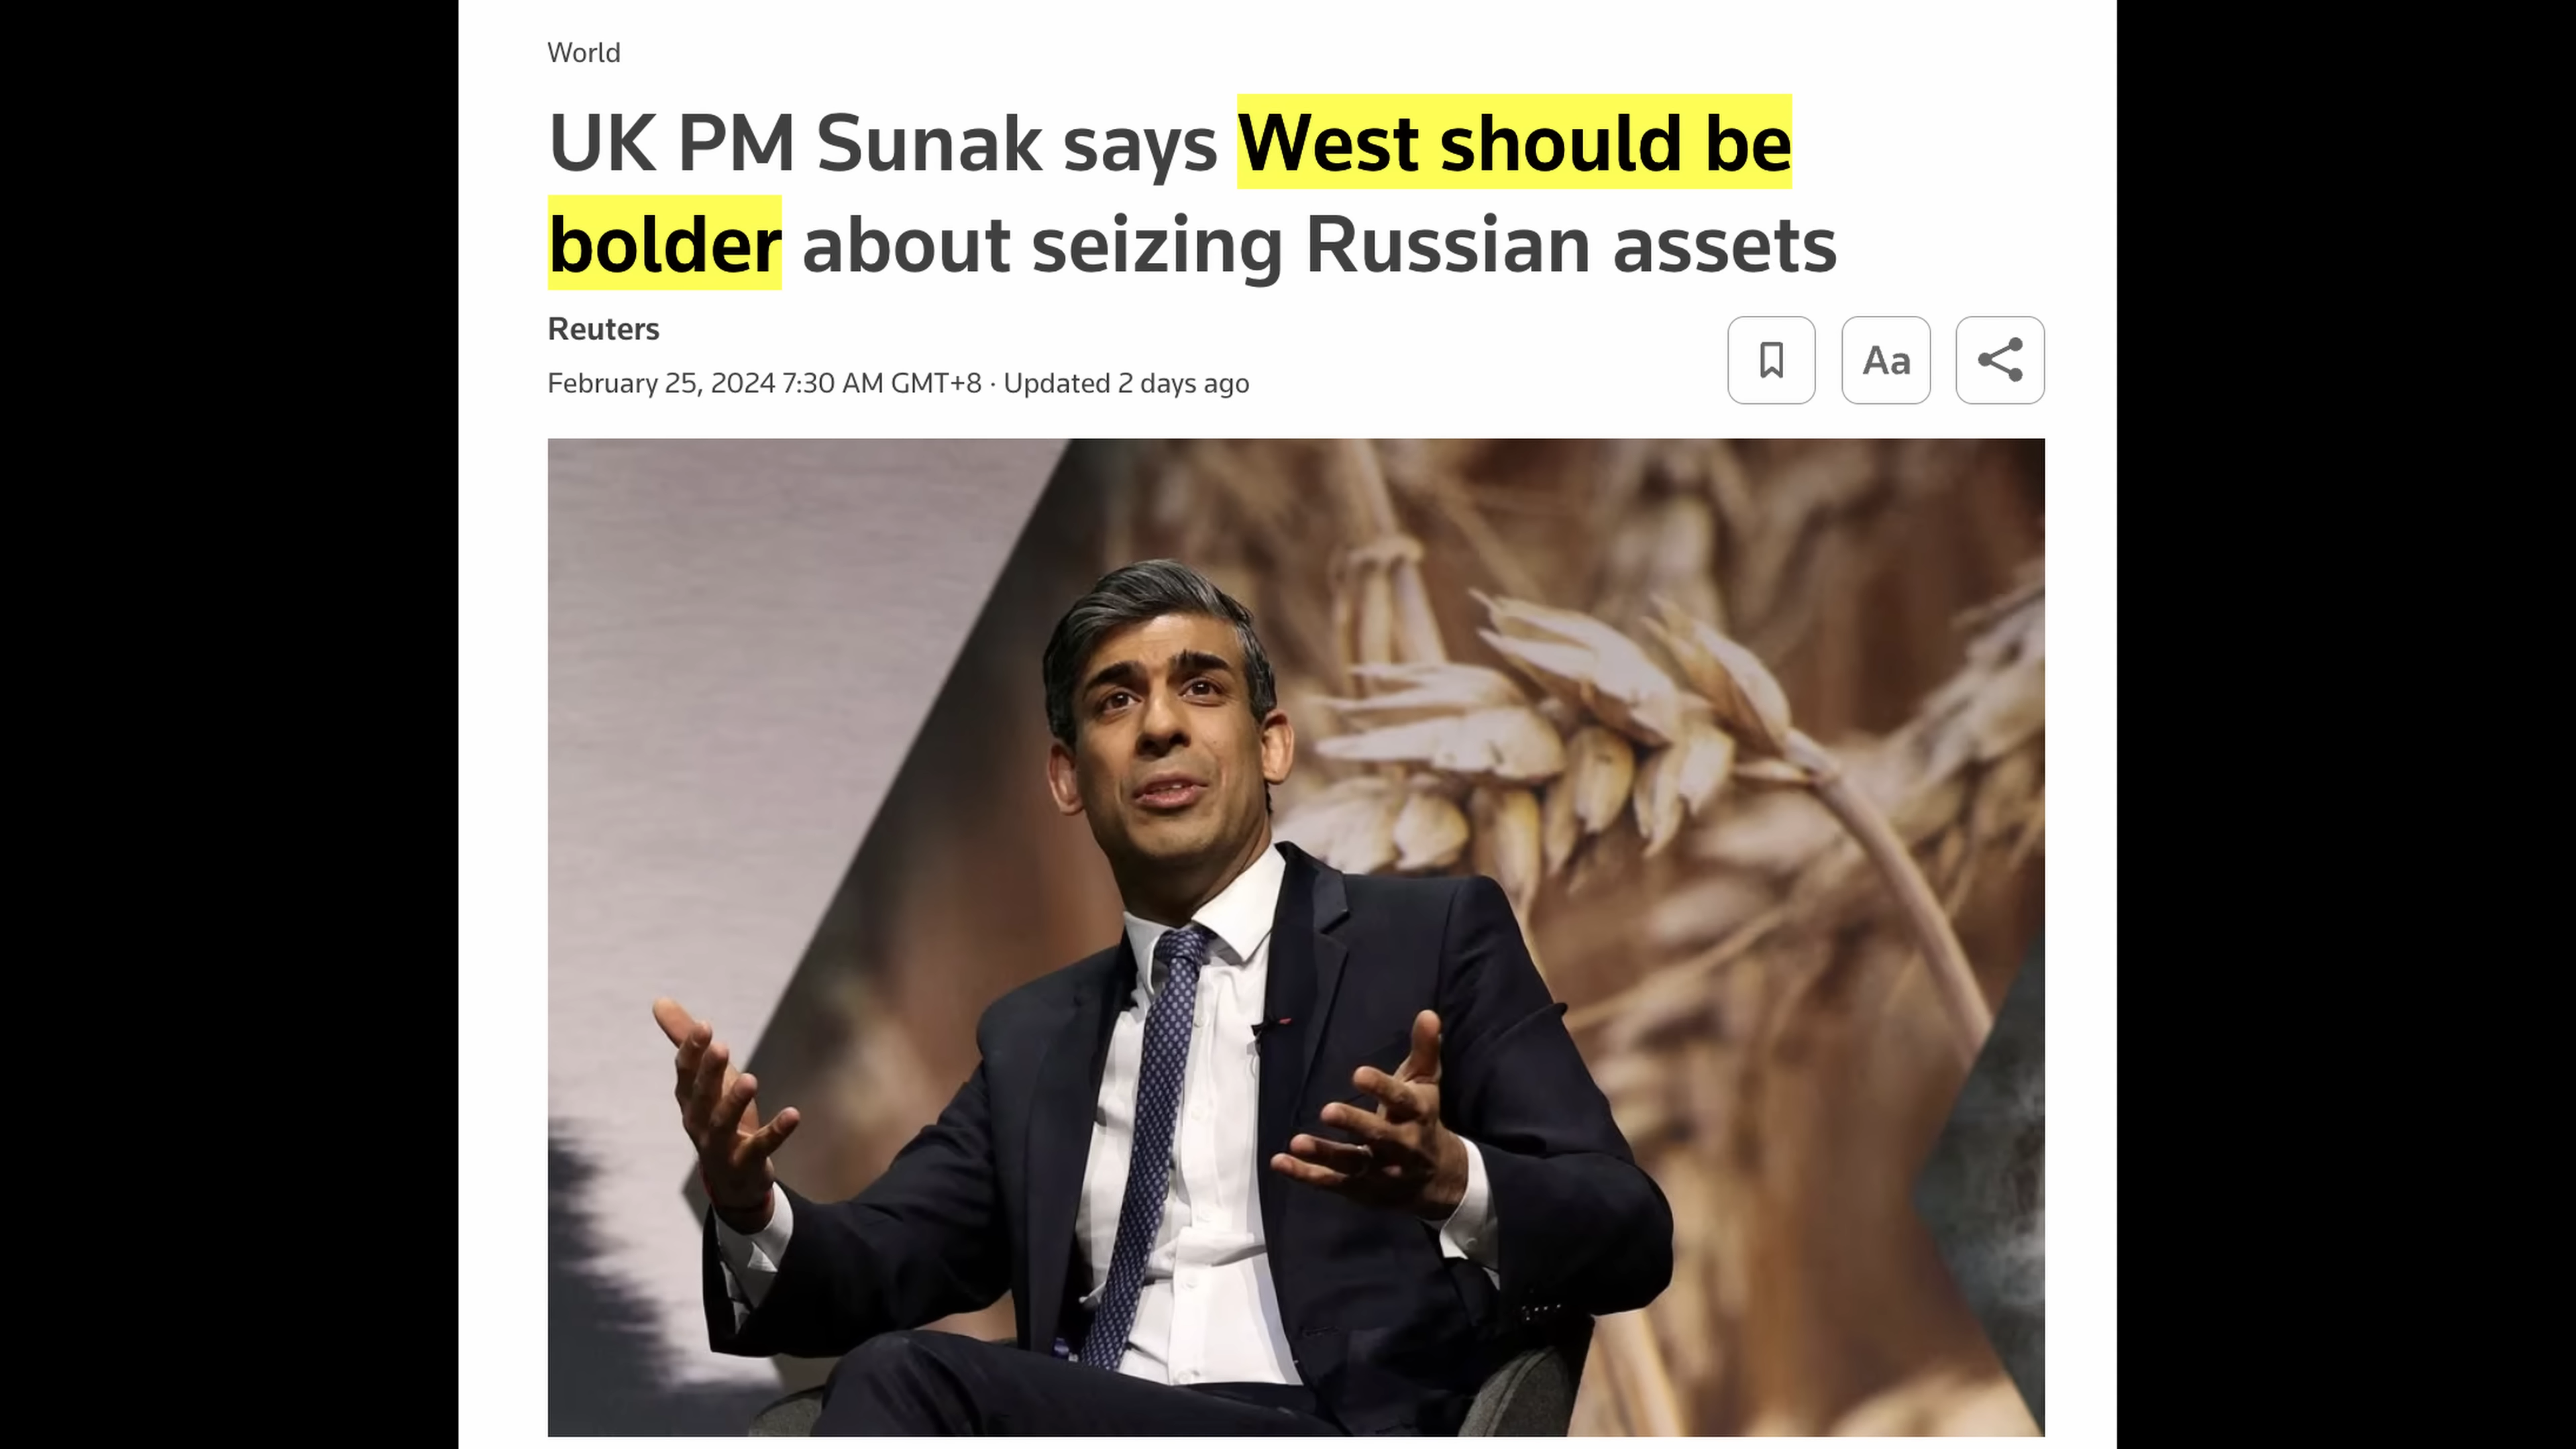 World
UK PM Sunak says West should be
bolder about seizing Russian assets
Reuters
February 25, 2024 7:30 AM GMT+8 · Updated 2 days ago
Aa